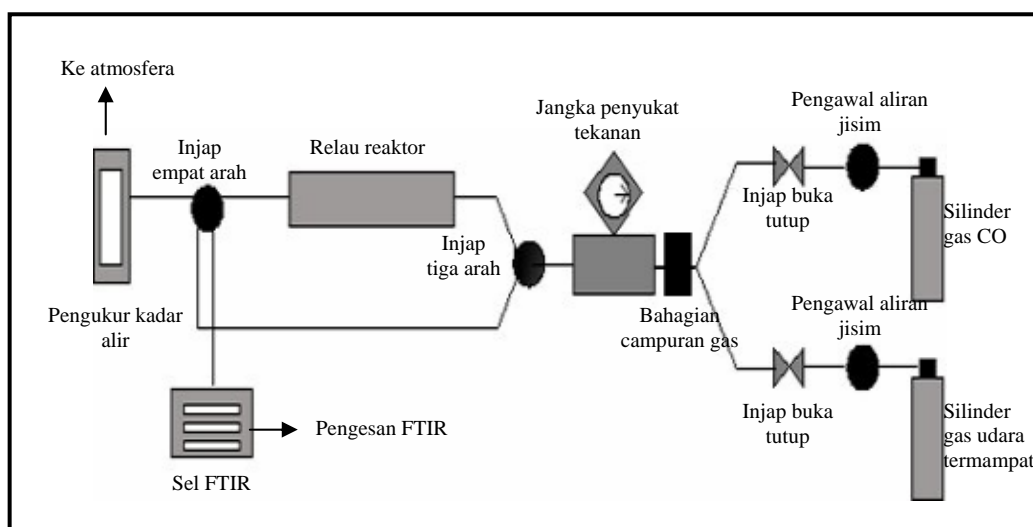 Ke atmosfera
Injap
empat arah
Relau reaktor
Jangka penyukat
tekanan
Pengawal aliran
jisim
Injap buka
tutup
Silinder
gas CO
Injap
tiga arah
Pengukur kadar
alir
Bahagian
campuran gas
Pengawal aliran
jisim
Injap buka
tutup
Silinder
gas udara
termampat
Pengesan FTIR
Sel FTIR